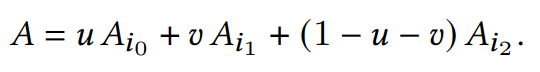 A = u A_{i_0} + v A_{i_1} + (1 − u − v) A_{i_2}.